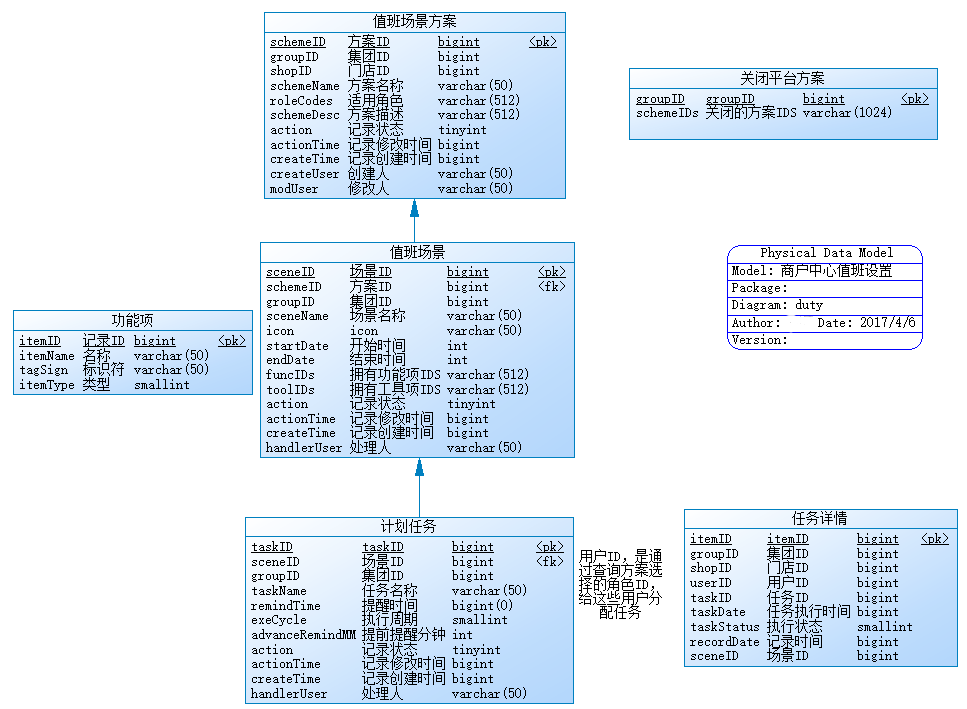 值班场景方案
schemeID 方案ID bigint <pk>
groupID 集团ID bigint
shopID 门店ID bigint
schemeName 方案名称 varchar(50)
roleCodes 适用角色 varchar(512)
schemeDesc 方案描述 varchar(512)
action 记录状态 tinyint
actionTime 记录修改时间 bigint
createTime 记录创建时间 bigint
createUser 创建人 varchar(50)
modUser 修改人 varchar(50)
关闭平台方案
groupID groupID bigint <pk>
schemeIDs 关闭的方案IDS varchar(1024)
值班场景
sceneID 场景ID bigint <pk>
schemeID 方案ID bigint <fk>
groupID 集团ID bigint
sceneName 场景名称 varchar(50)
icon icon varchar(50)
startDate 开始时间 int
endDate 结束时间 int
funcIDs 拥有功能项IDS varchar(512)
toolIDs 拥有工具项IDS varchar(512)
action 记录状态 tinyint
actionTime 记录修改时间 bigint
createTime 记录创建时间 bigint
handlerUser 处理人 varchar(50)
Physical Data Model
Model: 商户中心值班设置
Package:
Diagram: duty
Author: Date: 2017/4/6
Version:
功能项
itemID 记录ID bigint <pk>
itemName 名称 varchar(50)
tagSign 标识符 varchar(50)
itemType 类型 smallint
计划任务
taskID taskID bigint <pk>
sceneID 场景ID bigint <fk>
groupID 集团ID bigint
taskName 任务名称 varchar(50)
remindTime 提醒时间 bigint(0)
exeCycle 执行周期 smallint
advanceRemindMM 提前提醒分钟 int
action 记录状态 tinyint
actionTime 记录修改时间 bigint
createTime 记录创建时间 bigint
handlerUser 处理人 varchar(50)
用户ID，是通
过查询方案选
择的角色ID，
给这些用户分
配任务
任务详情
itemID itemID bigint <pk>
groupID 集团ID bigint
shopID 门店ID bigint
userID 用户ID bigint
taskID 任务ID bigint
taskDate 任务执行时间 bigint
taskStatus 执行状态 smallint
recordDate 记录时间 bigint
sceneID 场景ID bigint